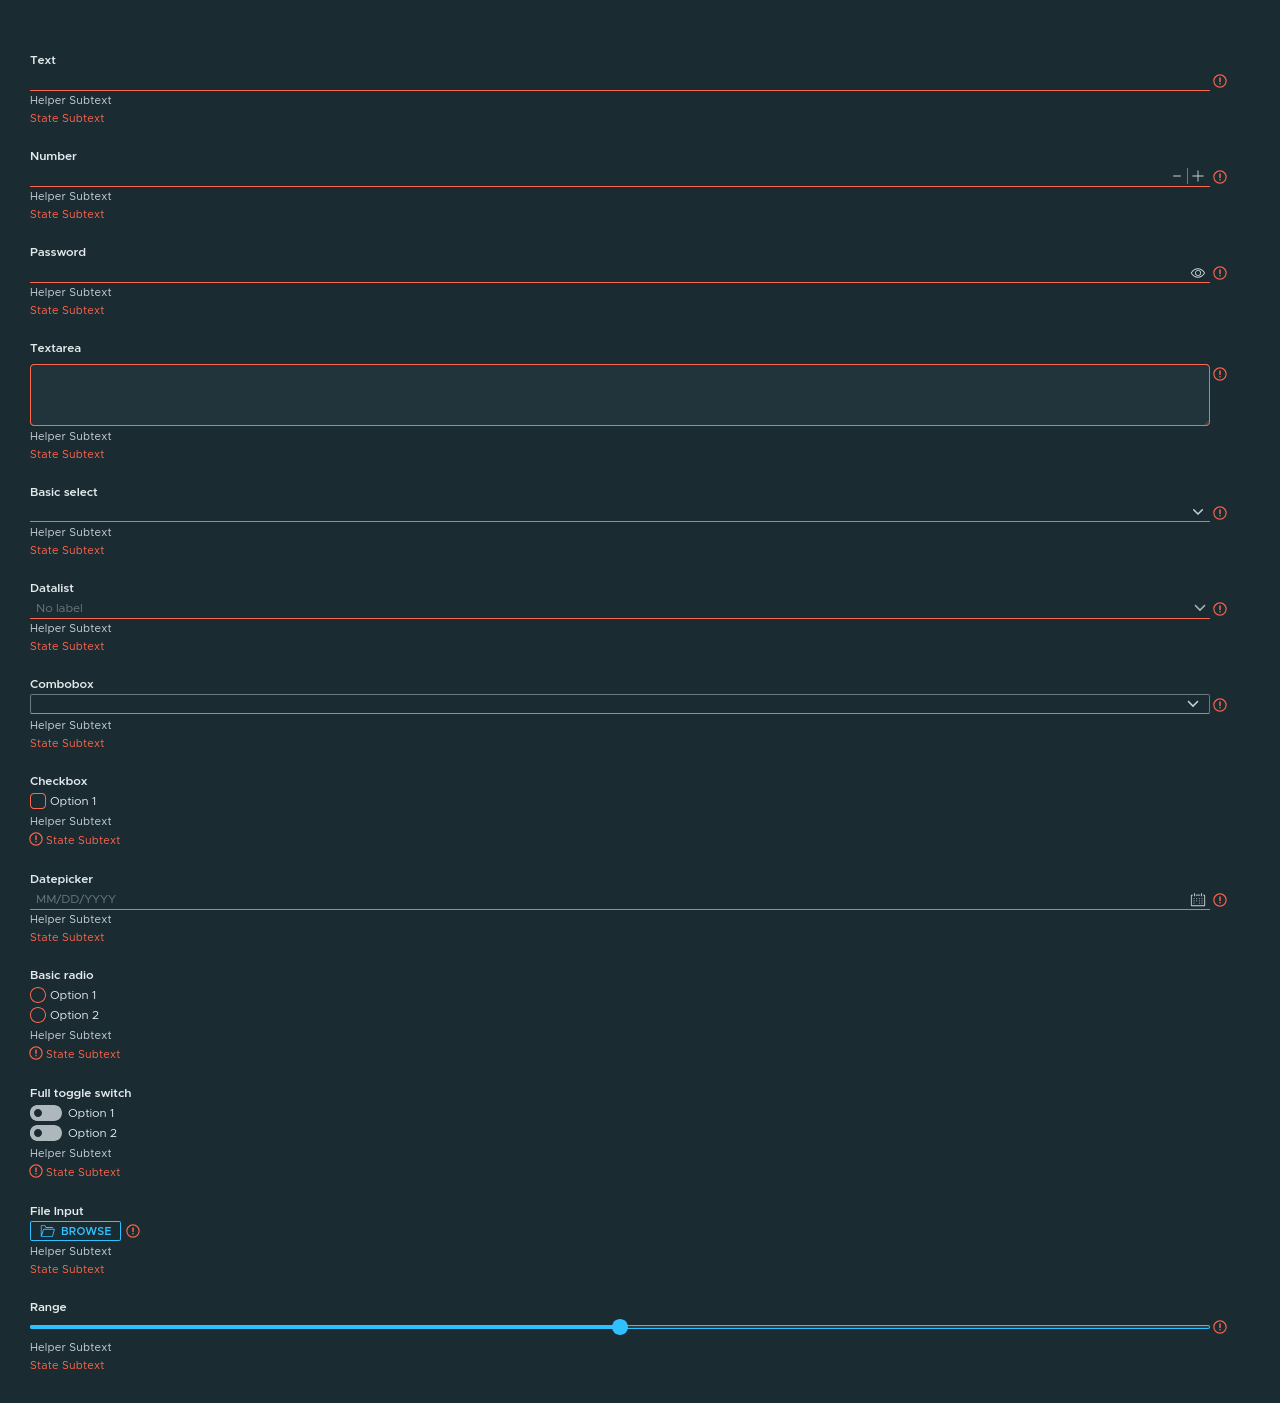 Text
Helper Subtext
State Subtext
Number
Helper Subtext
State Subtext
Password
Helper Subtext
State Subtext
Textarea
Helper Subtext
State Subtext
Basic select
Helper Subtext
State Subtext
Datalist
No label
Helper Subtext
State Subtext
Combobox
Helper Subtext
State Subtext
Checkbox
Option 1
Helper Subtext
State Subtext
Datepicker
MM/DD/YYYY
Helper Subtext
State Subtext
Basic radio
Option 1
Option 2
Helper Subtext
State Subtext
Full toggle switch
Option 1
Option 2
Helper Subtext
State Subtext
File Input
BROWSE
Helper Subtext
State Subtext
Range
Helper Subtext
State Subtext